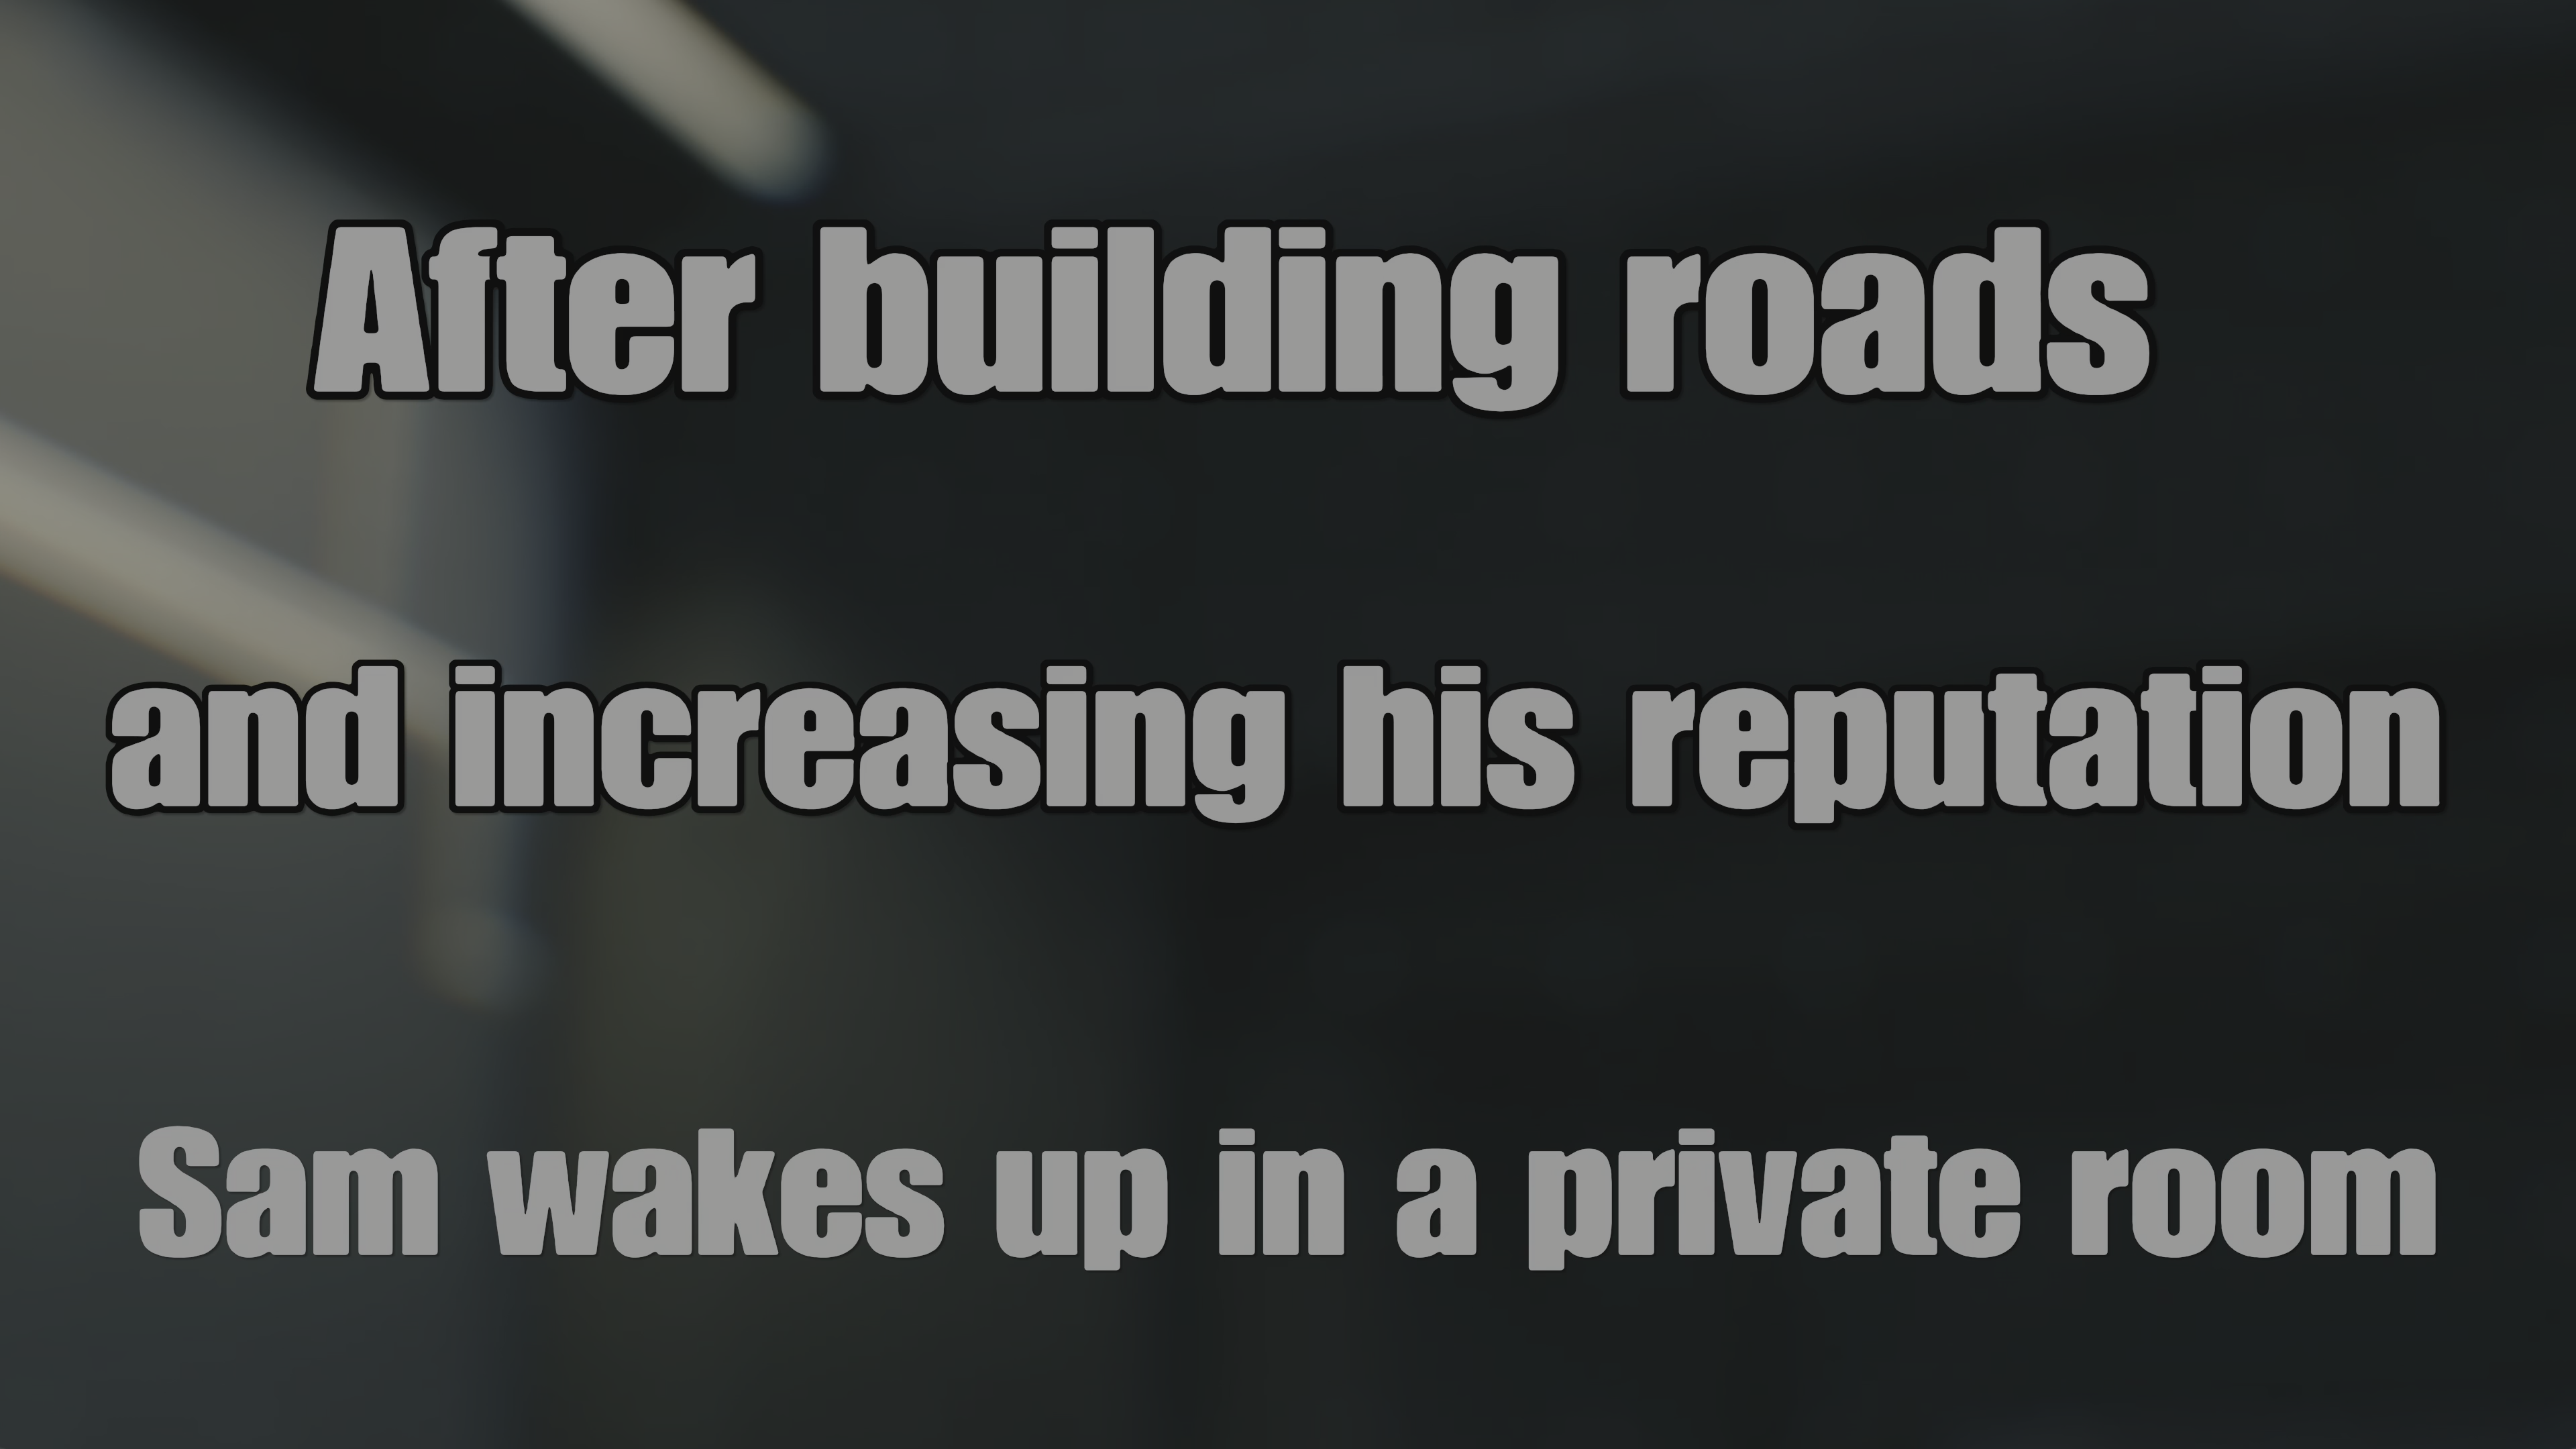 After building roads
and increasing his reputation
Sam wakes up in a private room